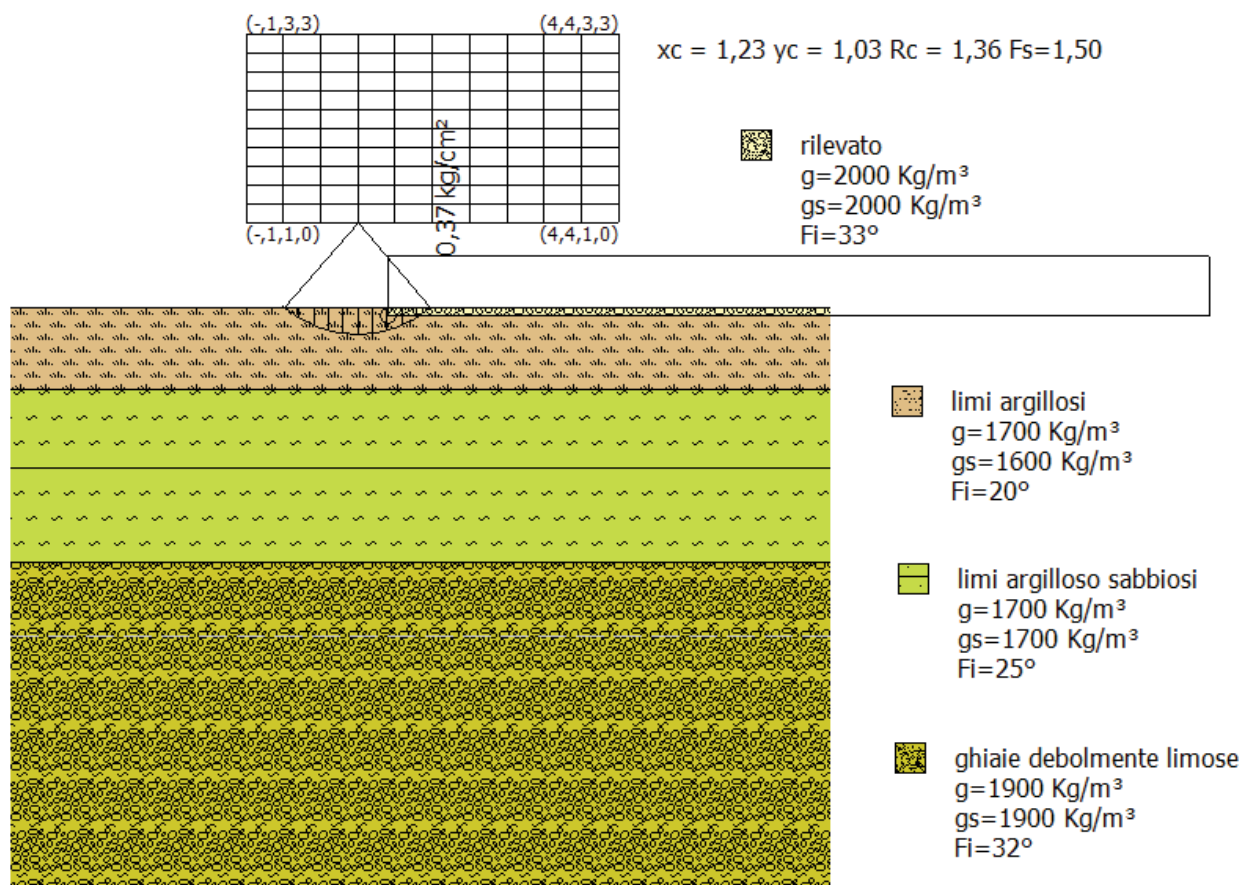 (-,1,3,3)
(4,4,3,3)
xc = 1,23 yc = 1,03 Rc = 1,36 Fs=1,50
0,37 kg/cm²
(-,1,1,0)
(4,4,1,0)
rilevato
g=2000 Kg/m³
gs=2000 Kg/m³
Fi=33°
limi argillosi
g=1700 Kg/m³
gs=1600 Kg/m³
Fi=20°
limi argilloso sabbiosi
g=1700 Kg/m³
gs=1700 Kg/m³
Fi=25°
ghiaie debolmente limose
g=1900 Kg/m³
gs=1900 Kg/m³
Fi=32°